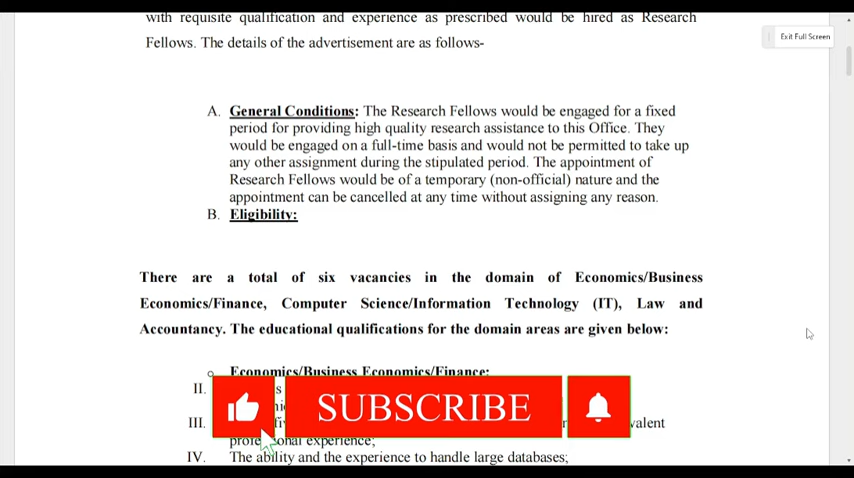 with requisite qualification and experience as prescribed would be hired as Research
Fellows. The details of the advertisement are as follows-
Exit Full Screen
A. General Conditions: The Research Fellows would be engaged for a fixed
period for providing high quality research assistance to this Office. They
would be engaged on a full-time basis and would not be permitted to take up
any other assignment during the stipulated period. The appointment of
Research Fellows would be of a temporary (non-official) nature and the
appointment can be cancelled at any time without assigning any reason.
B. Eligibility:
There are a total of six vacancies in the domain of Economics/Business
Economics/Finance, Computer Science/Information Technology (IT), Law and
Accountancy. The educational qualifications for the domain areas are given below:
o Economics/Business Economics/Finance:
II.
SUBSCRIBE
III.
professional experience;
IV. The ability and the experience to handle large databases;